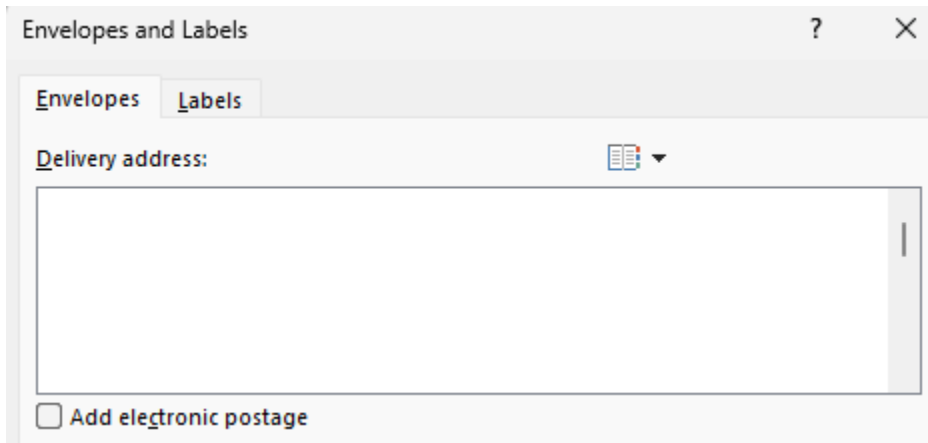 Envelopes and Labels ?
Envelopes Labels
Delivery address:
Add electronic postage